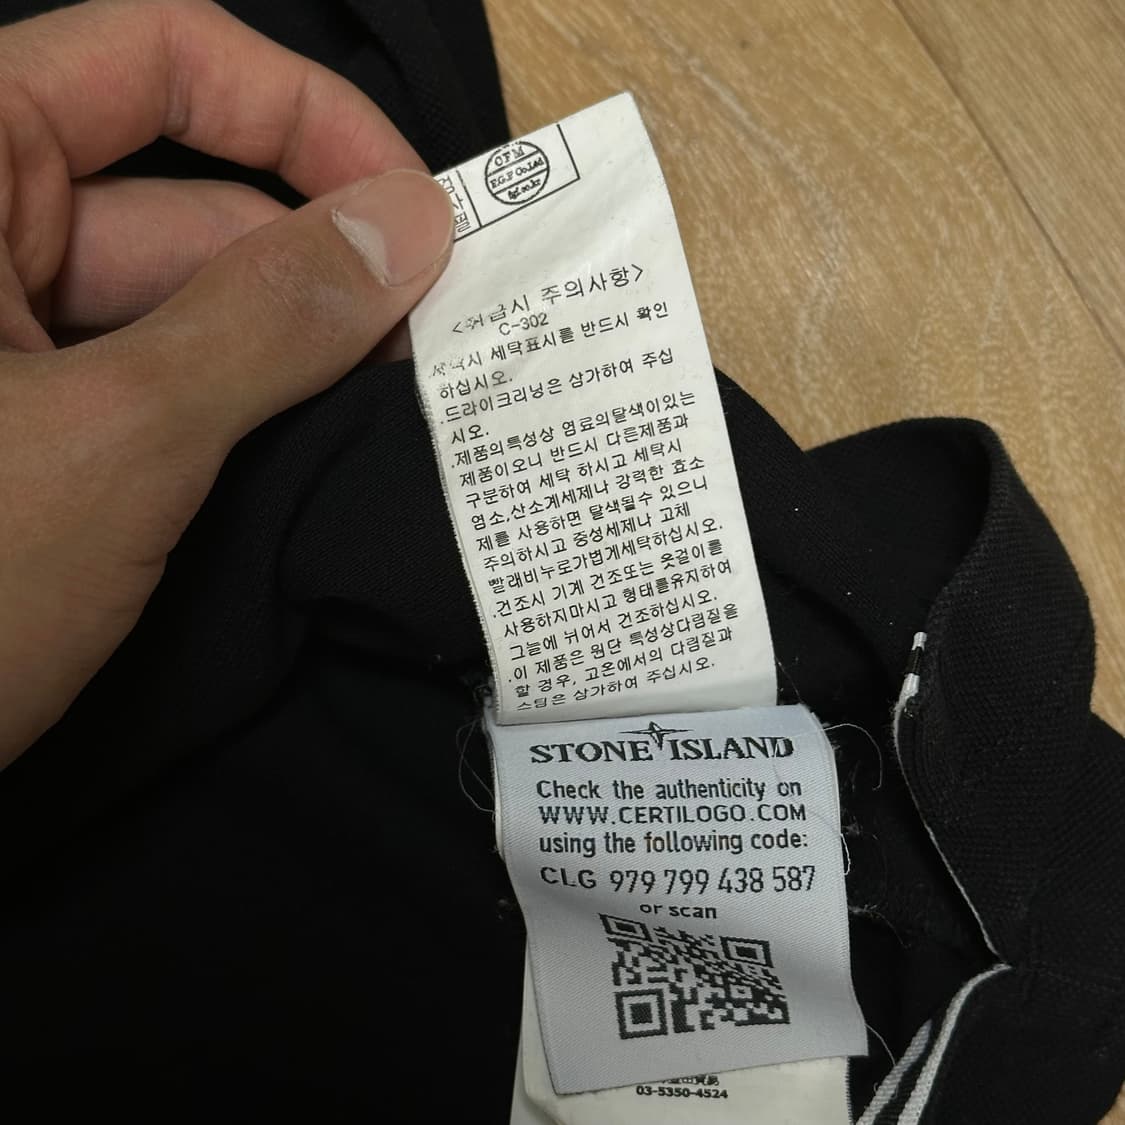 검
사
필
OFM
F.G.F Co.Ltd
fgf.co.kr
<취급시 주의사항>
C-302
세탁시 세탁표시를 반드시 확인
하십시오.
.드라이크리닝은 삼가하여 주십
시오.
.제품의특성상 염료의탈색이있는
제품이오니 반드시 다른제품과
구분하여 세탁 하시고 세탁시
염소,산소계세제나 강력한 효소
제를 사용하면 탈색될수 있으니
주의하시고 중성세제나 고체
빨래비누로가볍게세탁하십시오.
.건조시 기계 건조또는 옷걸이를
사용하지마시고 형태를유지하여
그늘에 뉘어서 건조하십시오.
.이 제품은 원단 특성상다림질을
할 경우, 고온에서의 다림질과
스팀은 삼가하여 주십시오.
STONE ISLAND
Check the authenticity on
WWW.CERTILOGO.COM
using the following code:
CLG 979 799 438 587
or scan
03-5350-4524